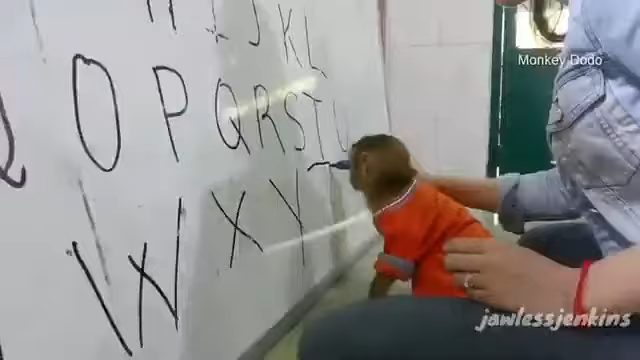 I J K L
O P Q R S T U
W X Y
Monkey Dodo
jawlessjenkins